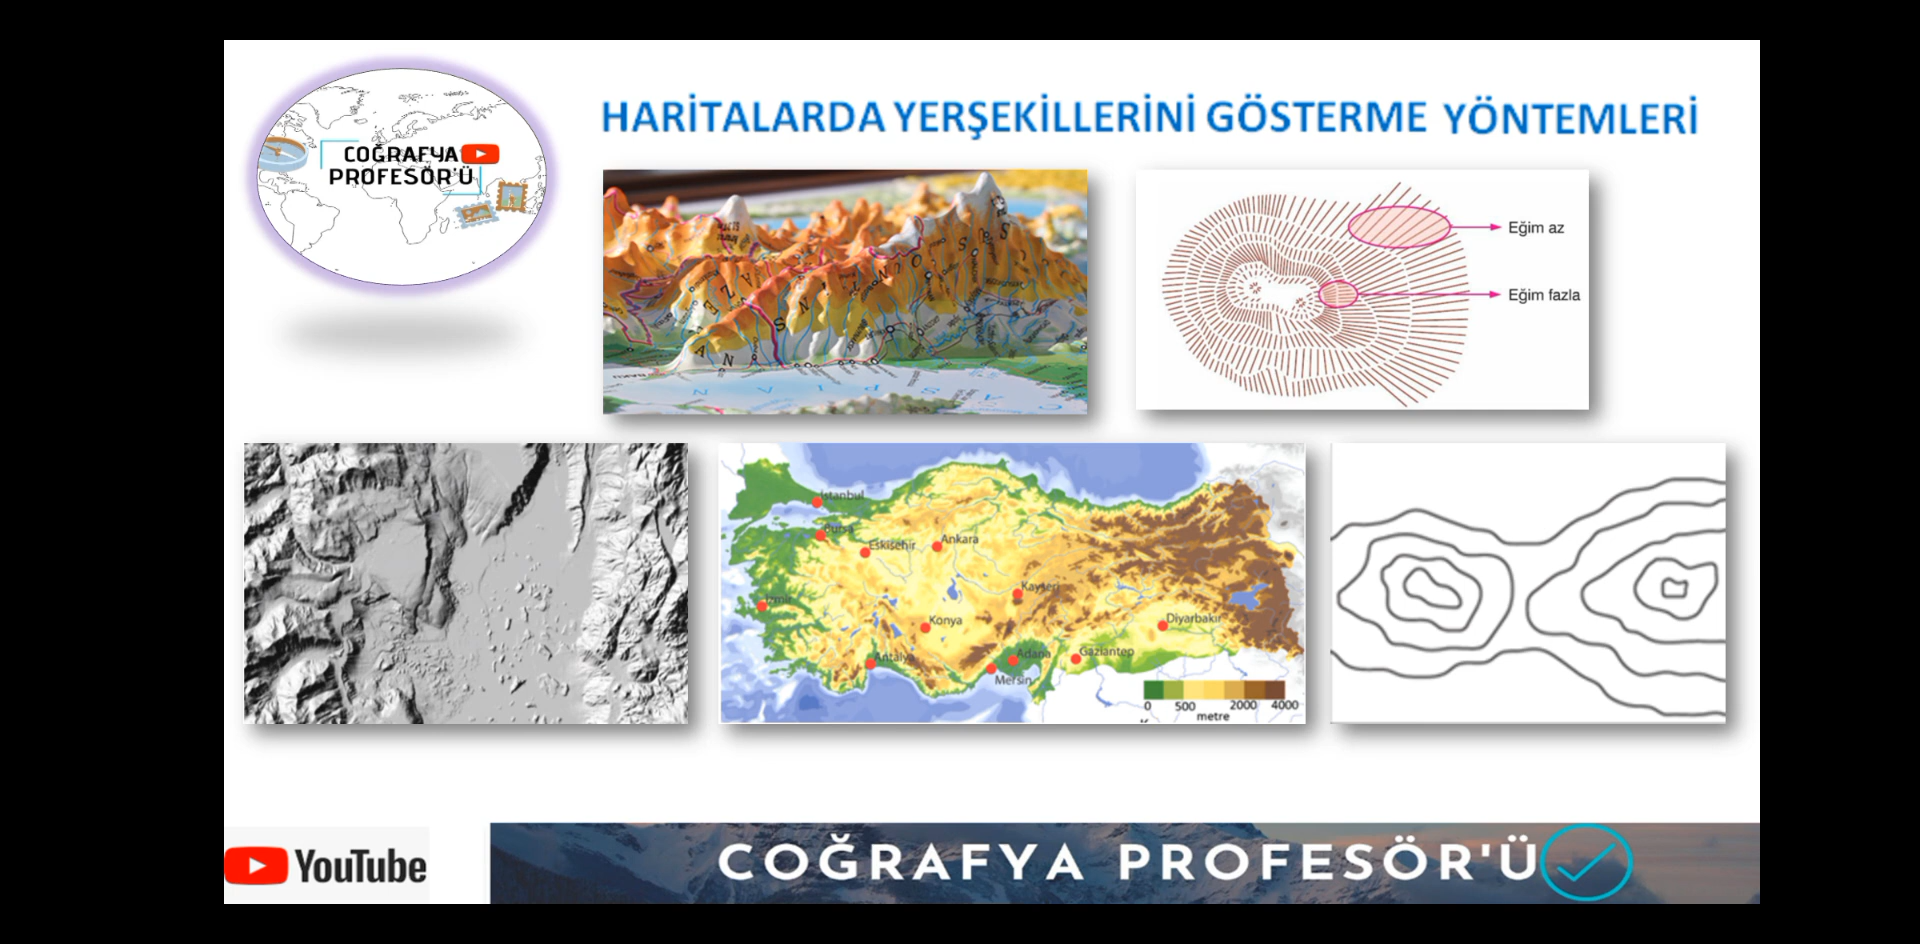 COĞRAFYA
PROFESÖR'Ü
HARİTALARDA YERŞEKİLLERİNİ GÖSTERME YÖNTEMLERİ
Eğim az
Eğim fazla
İstanbul
Bursa
Eskişehir
Ankara
İzmir
Kayseri
Konya
Diyarbakır
Antalya
Adana
Gaziantep
Mersin
0 500 2000 4000
metre
YouTube
COĞRAFYA PROFESÖR'Ü